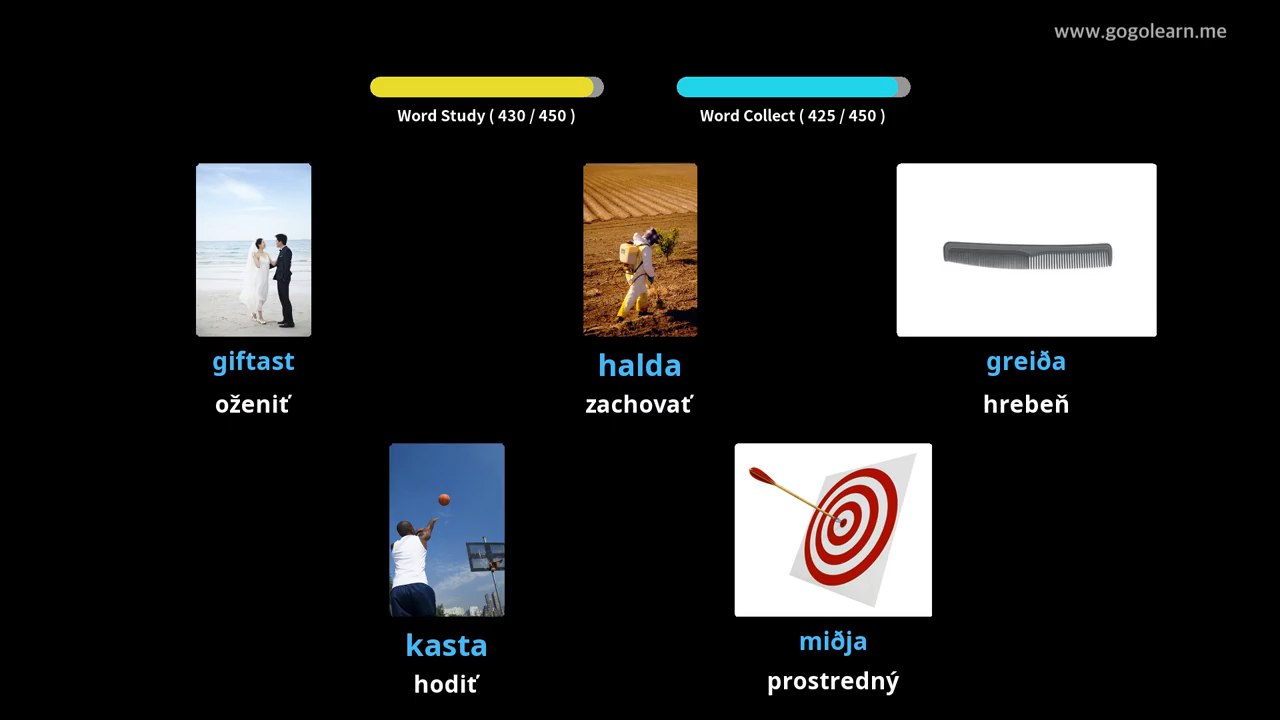 www.gogolearn.me
Word Study ( 430 / 450 )
Word Collect ( 425 / 450 )
giftast
oženiť
halda
zachovať
greiða
hrebeň
kasta
hodiť
miðja
prostredný